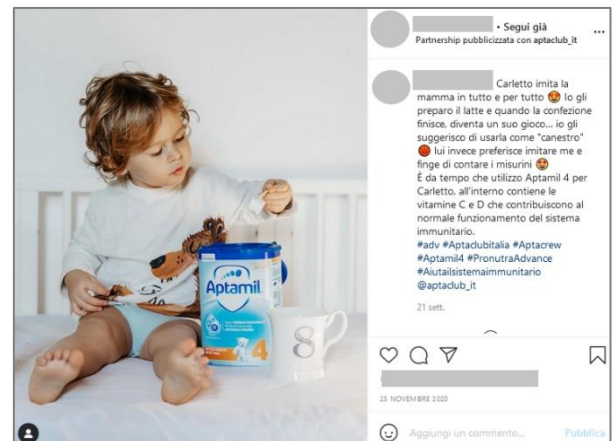 • Segui già
Partnership pubblicizzata con aptaclub_it
Carletto imita la
mamma in tutto e per tutto 😍 Io gli
preparo il latte e quando la confezione
finisce, diventa un suo gioco... io gli
suggerisco di usarla come "canestro"
🏀 lui invece preferisce imitare me e
finge di contare i misurini 😍
È da tempo che utilizzo Aptamil 4 per
Carletto, all'interno contiene le
vitamine C e D che contribuiscono al
normale funzionamento del sistema
immunitario.
#adv #Aptaclubitalia #Aptacrew
#Aptamil4 #PronutraAdvance
#Aiutailsistemaimmunitario
@aptaclub_it
21 sett.
25 NOVEMBRE 2020
Aggiungi un commento...
Pubblica
Aptamil
4
8